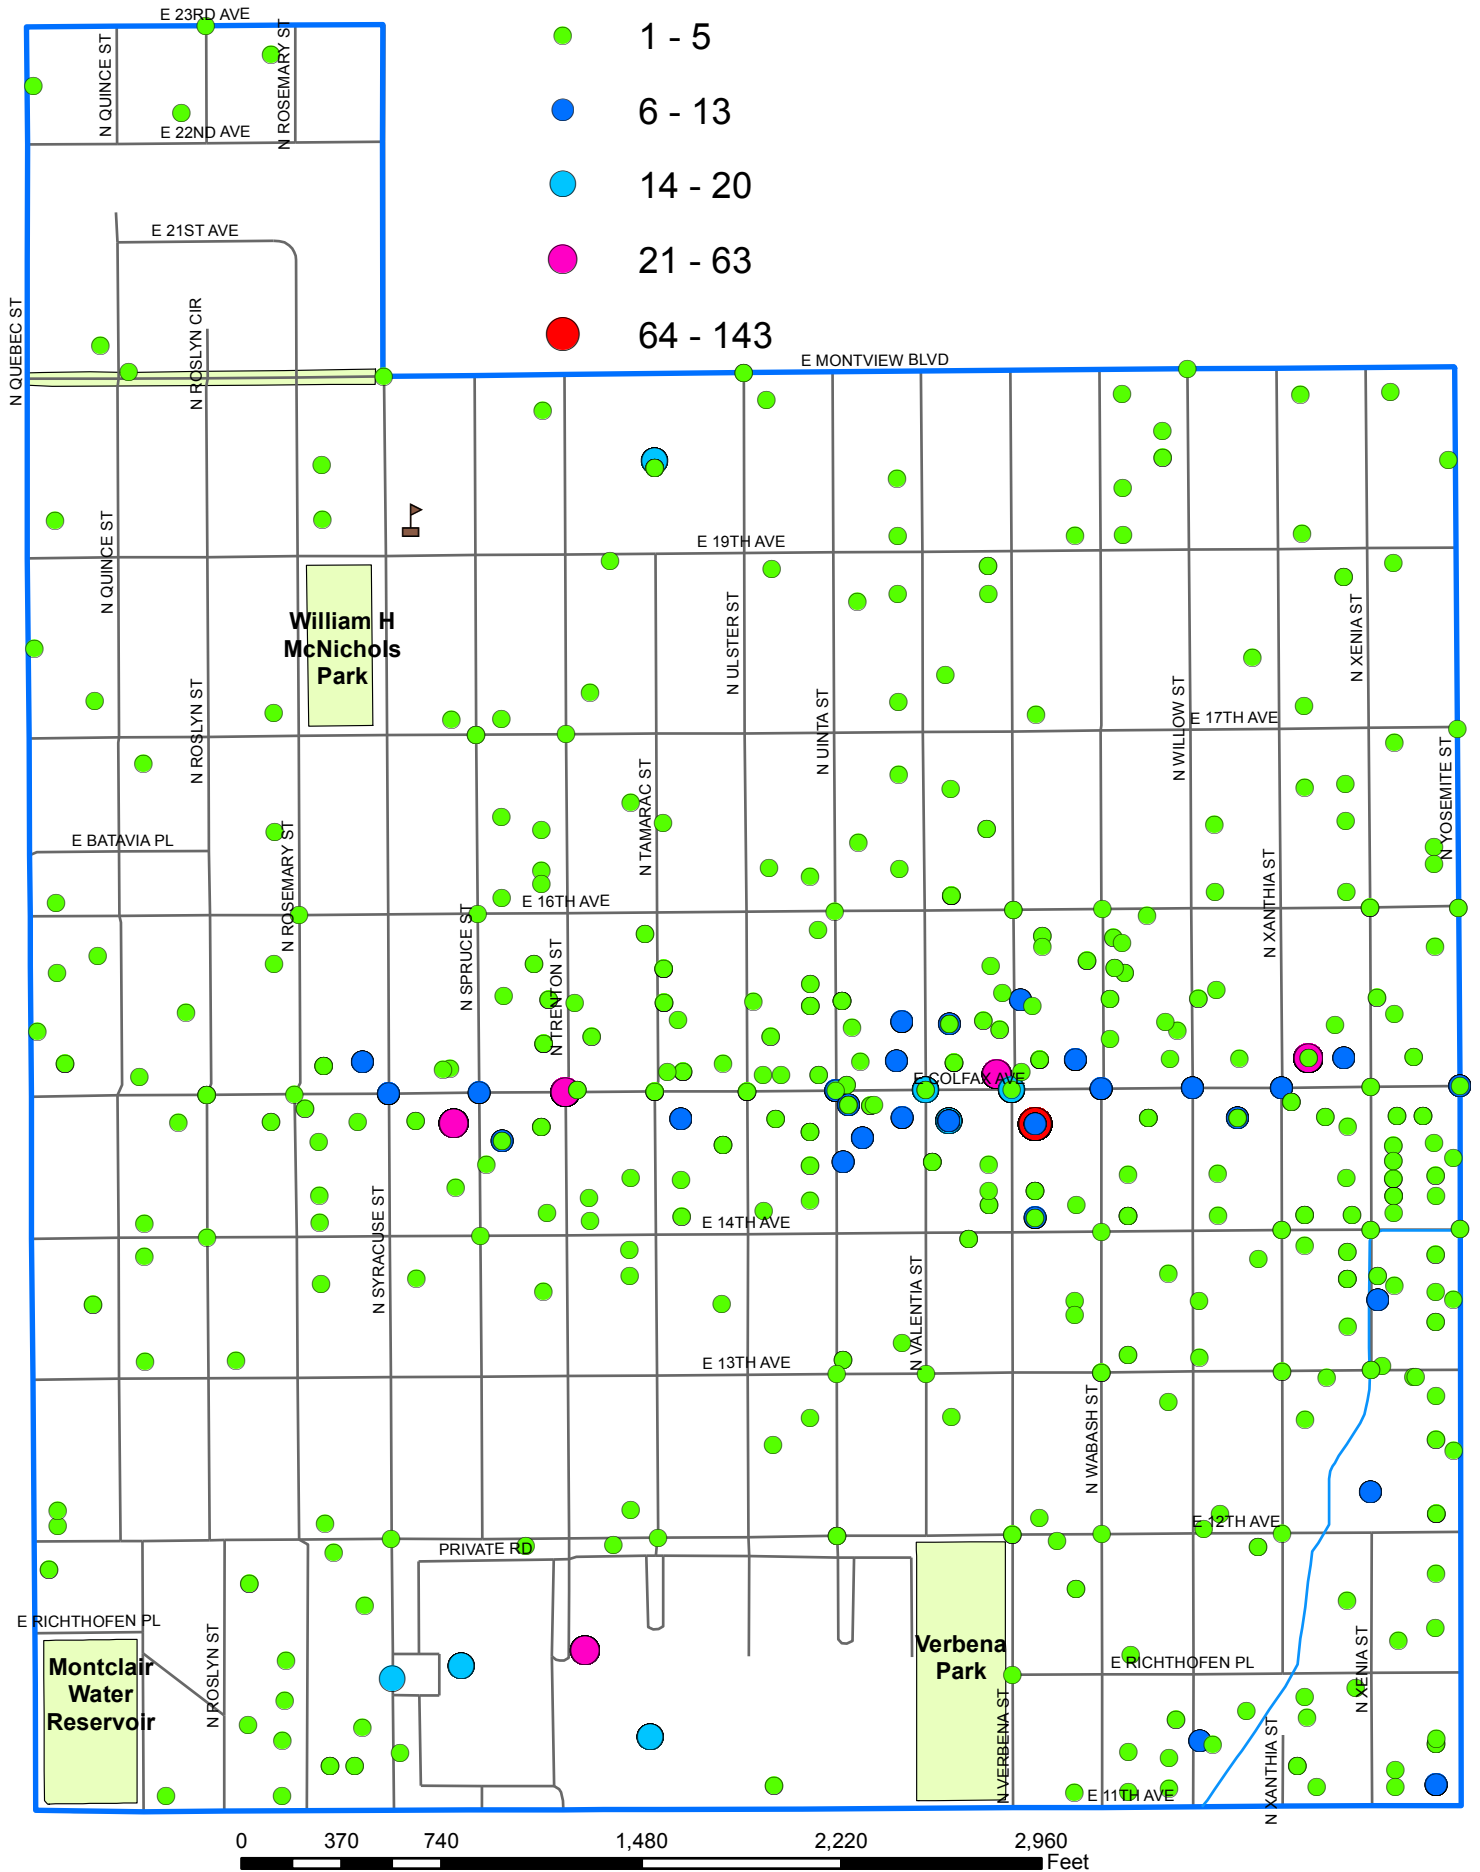 E 23RD AVE
1 - 5
N QUINCE ST
N ROSEMARY ST
6 - 13
E 22ND AVE
14 - 20
E 21ST AVE
21 - 63
N QUEBEC ST
N ROSLYN CIR
64 - 143
E MONTVIEW BLVD
N QUINCE ST
E 19TH AVE
William H
McNichols
Park
N ULSTER ST
N XENIA ST
N ROSLYN ST
N UINTA ST
N WILLOW ST
E 17TH AVE
N TAMARAC ST
N YOSEMITE ST
E BATAVIA PL
N ROSEMARY ST
N XANTHIA ST
E 16TH AVE
N SPRUCE ST
N TRENTON ST
E COLFAX AVE
N SYRACUSE ST
E 14TH AVE
N VALENTIA ST
E 13TH AVE
N WABASH ST
E 12TH AVE
PRIVATE RD
E RICHTHOFEN PL
N ROSLYN ST
Montclair
Water
Reservoir
Verbena
Park
E RICHTHOFEN PL
N XENIA ST
N VERBENA ST
N XANTHIA ST
E 11TH AVE
0 370 740 1,480 2,220 2,960
Feet